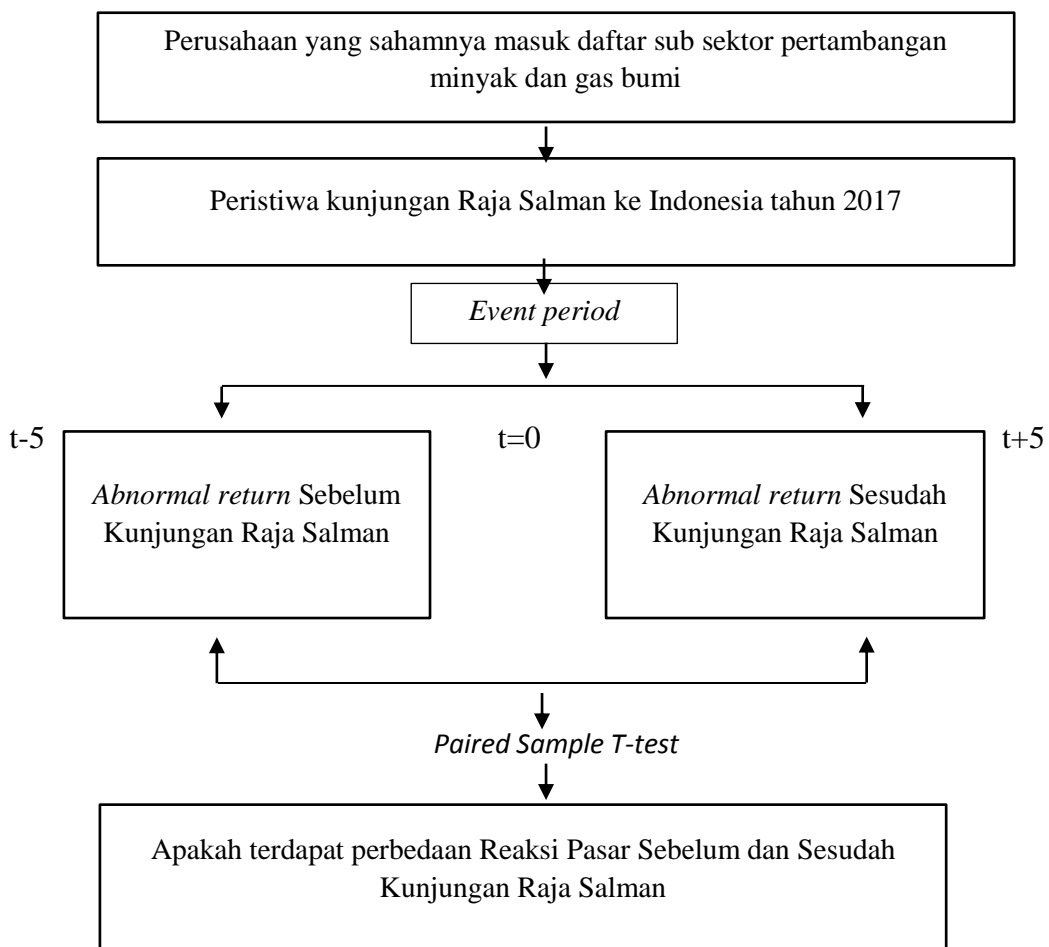 Perusahaan yang sahamnya masuk daftar sub sektor pertambangan
minyak dan gas bumi
Peristiwa kunjungan Raja Salman ke Indonesia tahun 2017
Event period
t-5
t=0
t+5
Abnormal return Sebelum
Kunjungan Raja Salman
Abnormal return Sesudah
Kunjungan Raja Salman
Paired Sample T-test
Apakah terdapat perbedaan Reaksi Pasar Sebelum dan Sesudah
Kunjungan Raja Salman